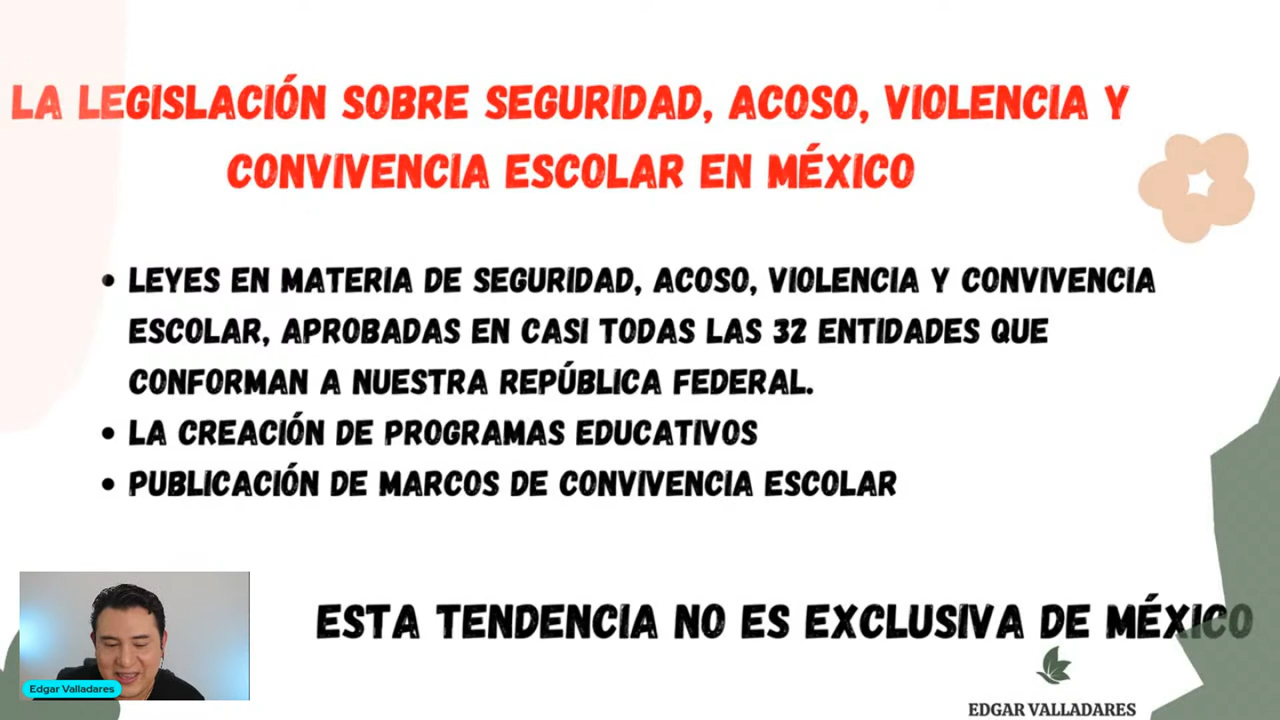 LA LEGISLACIÓN SOBRE SEGURIDAD, ACOSO, VIOLENCIA Y
CONVIVENCIA ESCOLAR EN MÉXICO
• LEYES EN MATERIA DE SEGURIDAD, ACOSO, VIOLENCIA Y CONVIVENCIA
ESCOLAR, APROBADAS EN CASI TODAS LAS 32 ENTIDADES QUE
CONFORMAN A NUESTRA REPÚBLICA FEDERAL.
• LA CREACIÓN DE PROGRAMAS EDUCATIVOS
• PUBLICACIÓN DE MARCOS DE CONVIVENCIA ESCOLAR
ESTA TENDENCIA NO ES EXCLUSIVA DE MÉXICO
Edgar Valladares
EDGAR VALLADARES